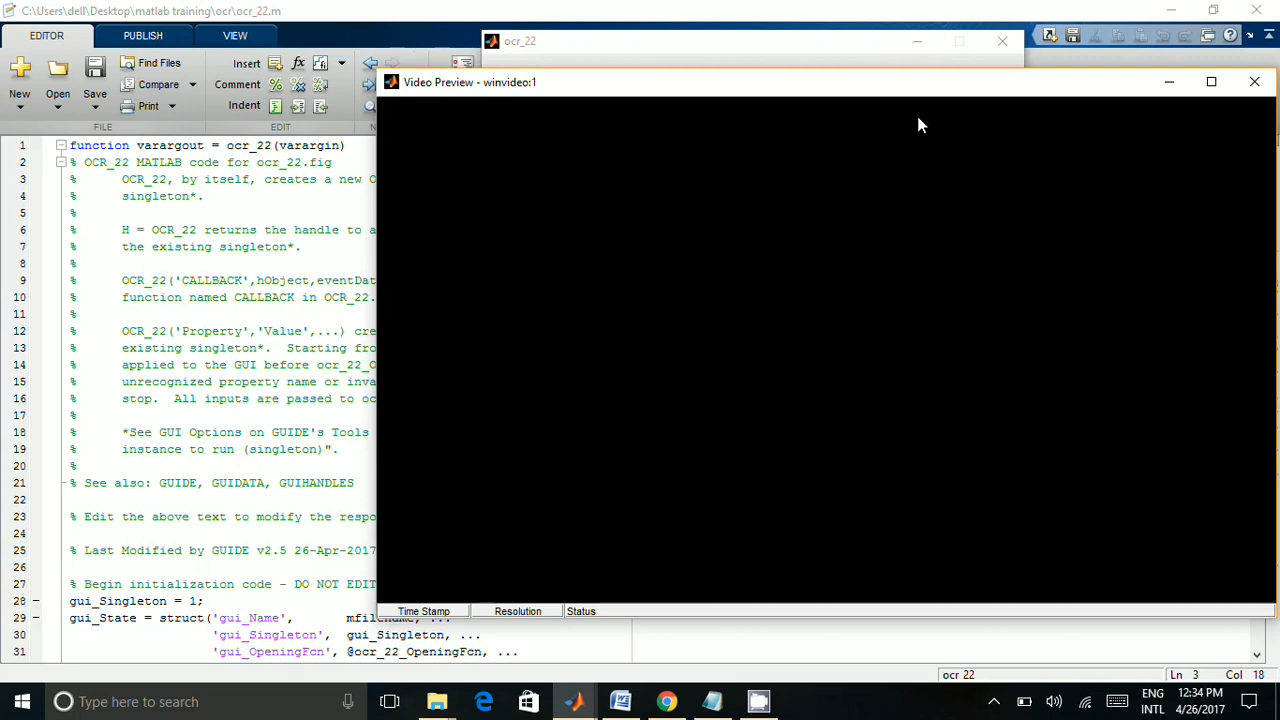 C:\Users\dell\Desktop\matlab training\ocr\ocr_22.m
EDITOR PUBLISH VIEW
ocr_22
Video Preview - winvideo:1
New Open Save
Find Files
Compare
Print
Insert
Comment
Indent
FILE EDIT
1 function varargout = ocr_22(varargin)
2 % OCR_22 MATLAB code for ocr_22.fig
3 % OCR_22, by itself, creates a new O
4 % singleton*.
5 %
6 % H = OCR_22 returns the handle to a
7 % the existing singleton*.
8 %
9 % OCR_22('CALLBACK',hObject,eventDat
10 % function named CALLBACK in OCR_22.
11 %
12 % OCR_22('Property','Value',...) cre
13 % existing singleton*. Starting fro
14 % applied to the GUI before ocr_22_O
15 % unrecognized property name or inva
16 % stop. All inputs are passed to oc
17 %
18 % *See GUI Options on GUIDE's Tools
19 % instance to run (singleton)".
20 %
21 % See also: GUIDE, GUIDATA, GUIHANDLES
22
23 % Edit the above text to modify the respo
24
25 % Last Modified by GUIDE v2.5 26-Apr-2017
26
27 % Begin initialization code - DO NOT EDIT
28 gui_Singleton = 1;
29 gui_State = struct('gui_Name', mfilename, ...
30 'gui_Singleton', gui_Singleton, ...
31 'gui_OpeningFcn', @ocr_22_OpeningFcn, ...
Time Stamp Resolution Status
ocr 22 Ln 3 Col 18
Type here to search
ENG
INTL
12:34 PM
4/26/2017